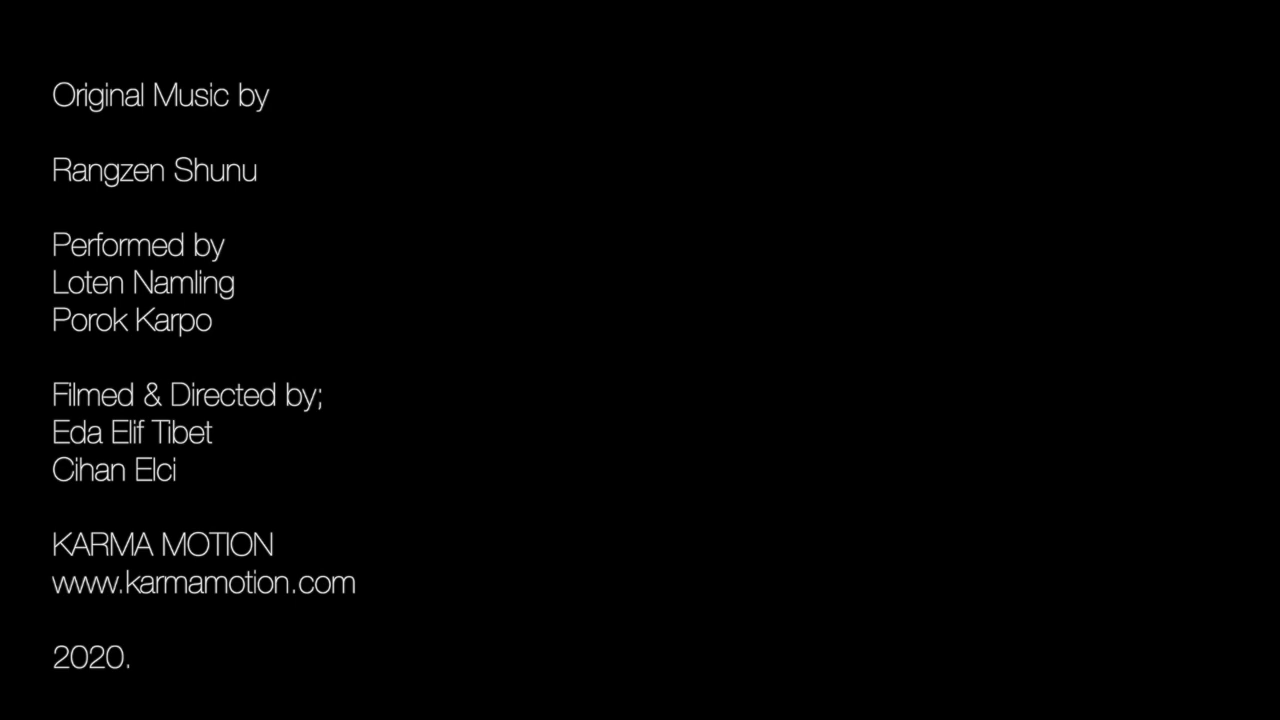 Original Music by
Rangzen Shunu
Performed by
Loten Namling
Porok Karpo
Filmed & Directed by;
Eda Elif Tibet
Cihan Elci
KARMA MOTION
www.karmamotion.com
2020.